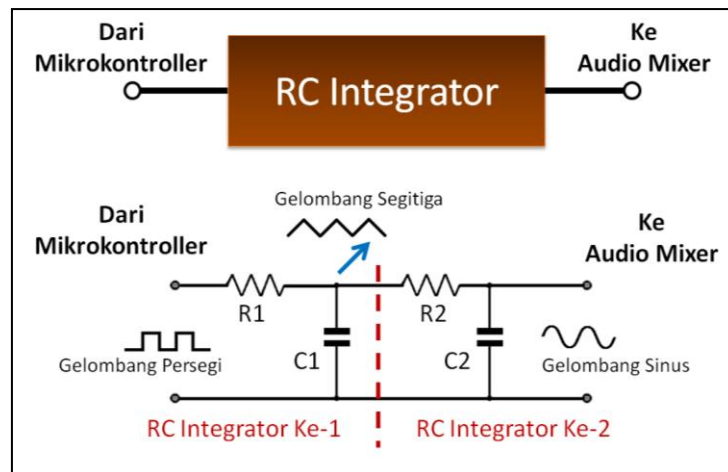 Dari
Mikrokontroller
RC Integrator
Ke
Audio Mixer
Gelombang Segitiga
Dari
Mikrokontroller
Ke
Audio Mixer
R1
R2
Gelombang Persegi
C1
C2
Gelombang Sinus
RC Integrator Ke-1
RC Integrator Ke-2